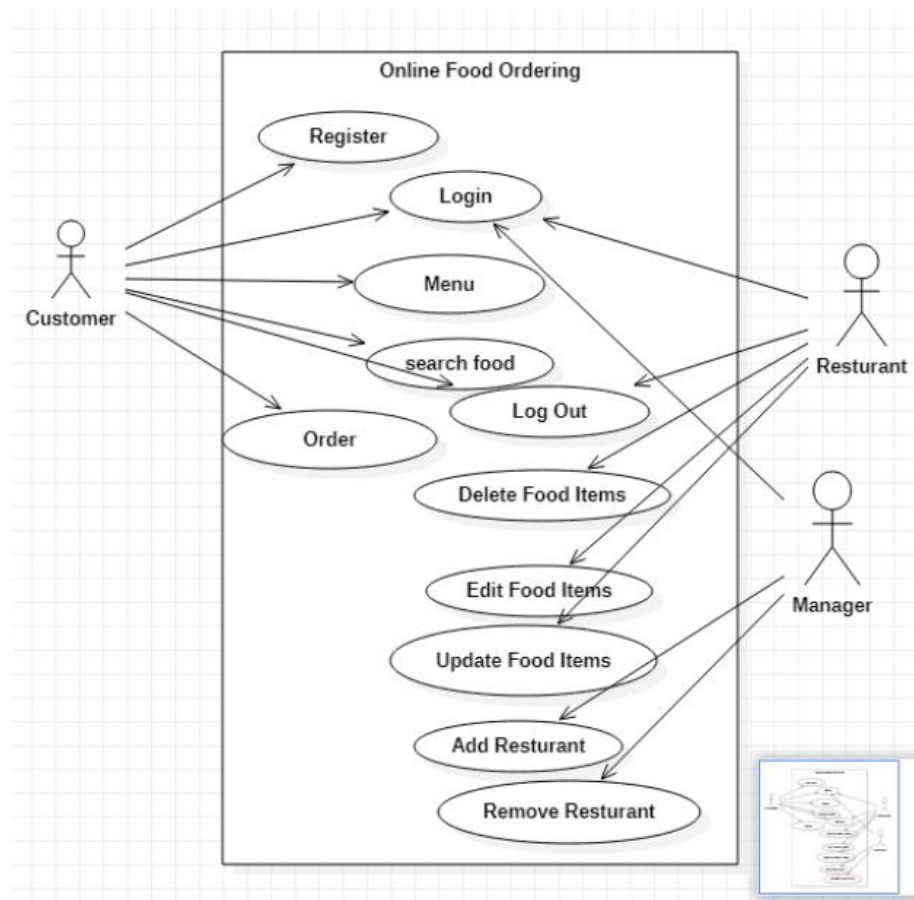 Online Food Ordering
Register
Login
Menu
Customer
search food
Resturant
Log Out
Order
Delete Food Items
Edit Food Items
Manager
Update Food Items
Add Resturant
Remove Resturant